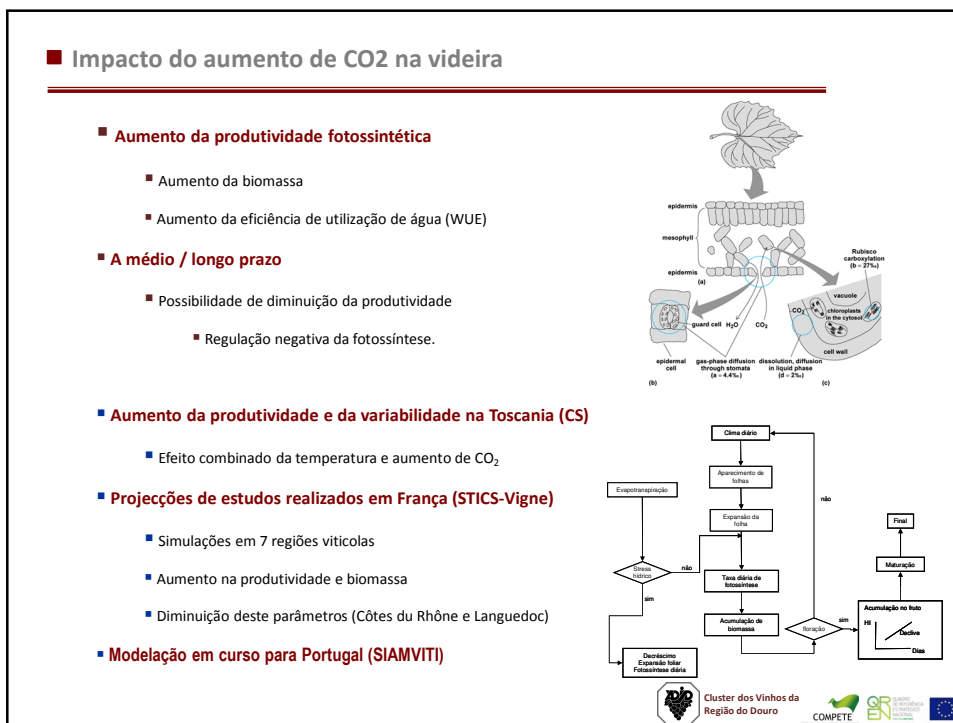 Impacto do aumento de CO2 na videira
Aumento da produtividade fotossintética
Aumento da biomassa
Aumento da eficiência de utilização de água (WUE)
A médio / longo prazo
Possibilidade de diminuição da produtividade
Regulação negativa da fotossíntese.
Aumento da produtividade e da variabilidade na Toscania (CS)
Efeito combinado da temperatura e aumento de CO₂
Projecções de estudos realizados em França (STICS-Vigne)
Simulações em 7 regiões viticolas
Aumento na produtividade e biomassa
Diminuição deste parâmetros (Côtes du Rhône e Languedoc)
Modelação em curso para Portugal (SIAMVITI)
epidermis
mesophyll
epidermis
(a)
Rubisco
carboxylation
(b = 27‰)
vacuole
CO₂
chloroplasts
in the cytosol
cell wall
guard cell
H₂O
CO₂
epidermal
cell
gas-phase diffusion
through stomata
(a = 4.4‰)
dissolution, diffusion
in liquid phase
(d = 2‰)
(b)
(c)
Clima diário
Aparecimento de
folhas
Evapotranspiração
Expansão da
folha
não
Final
Stress
hídrico
não
Taxa diária de
fotossíntese
Maturação
sim
Acumulação de
biomassa
floração
sim
Acumulação no fruto
HI
Declive
Dias
Decréscimo
Expansão foliar
Fotossíntese diária
ADVID
Cluster dos Vinhos da
Região do Douro
COMPETE
QREN
QUADRO
DE REFERÊNCIA
ESTRATÉGICO
NACIONAL